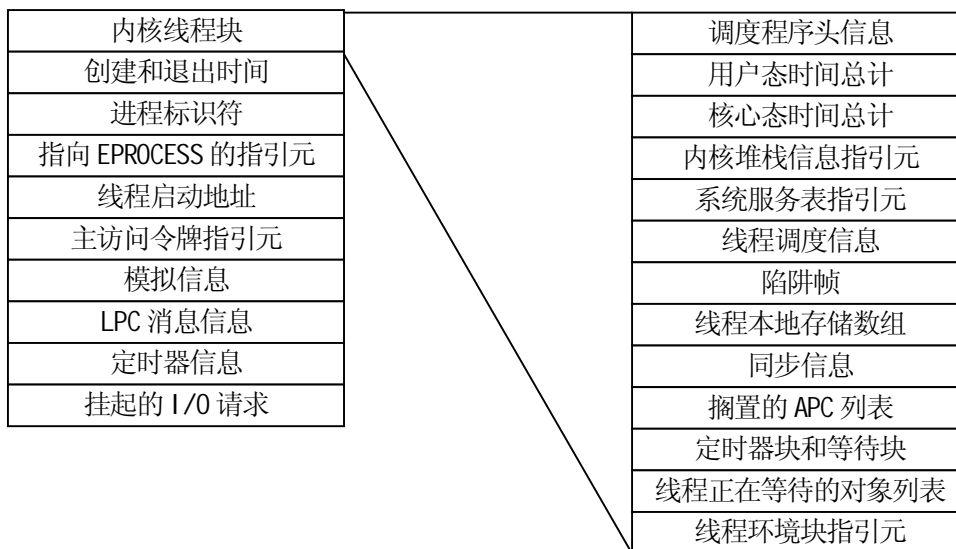 内核线程块
创建和退出时间
进程标识符
指向 EPROCESS 的指引元
线程启动地址
主访问令牌指引元
模拟信息
LPC 消息信息
定时器信息
挂起的 I/O 请求
调度程序头信息
用户态时间总计
核心态时间总计
内核堆栈信息指引元
系统服务表指引元
线程调度信息
陷阱帧
线程本地存储数组
同步信息
搁置的 APC 列表
定时器块和等待块
线程正在等待的对象列表
线程环境块指引元